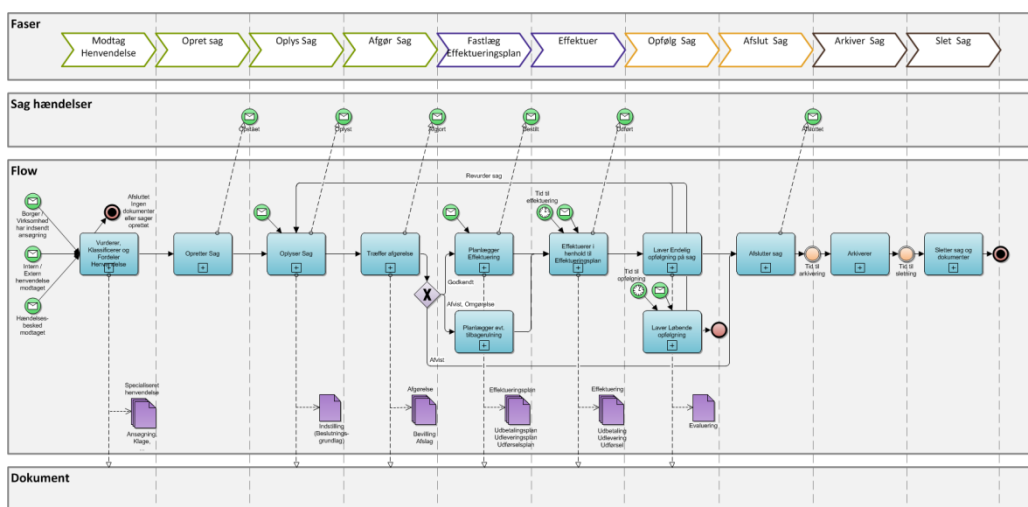 Faser
Modtag
Henvendelse
Opret sag
Oplys Sag
Afgør Sag
Fastlæg
Effektueringsplan
Effektuer
Opfølg Sag
Afslut Sag
Arkiver Sag
Slet Sag
Sag hændelser
Opstået
Oplyst
Afgjort
Bestilt
Udført
Afsluttet
Flow
Revurder sag
Borger /
Virksomhed
har indsendt
ansøgning
Intern /
Extern
henvendelse
modtaget
Hændelses-
besked
modtaget
Afsluttet
Ingen
dokumenter
eller sager
oprettet
Vurderer,
Klassificerer og
Fordeler
Henvendelse
Opretter Sag
Oplyser Sag
Træffer afgørelse
Godkendt
Afvist, Omgørelse
Afvist
Planlægger
Effektuering
Planlægger evt.
tilbagerulning
Tid til
effektuering
Effektuerer i
henhold til
Effektueringsplan
Laver Endelig
opfølgning på sag
Tid til
opfølgning
Laver Løbende
opfølgning
Afslutter sag
Tid til
arkivering
Arkiverer
Tid til
sletning
Sletter sag og
dokumenter
Specialiseret
henvendelse
Ansøgning,
Klage,
...
Indstilling
(Beslutnings-
grundlag)
Afgørelse
Bevilling
Afslag
Effektueringsplan
Udbetalingsplan
Udleveringsplan
Udførselsplan
Effektuering
Udbetaling
Udlevering
Udførsel
Evaluering
Dokument